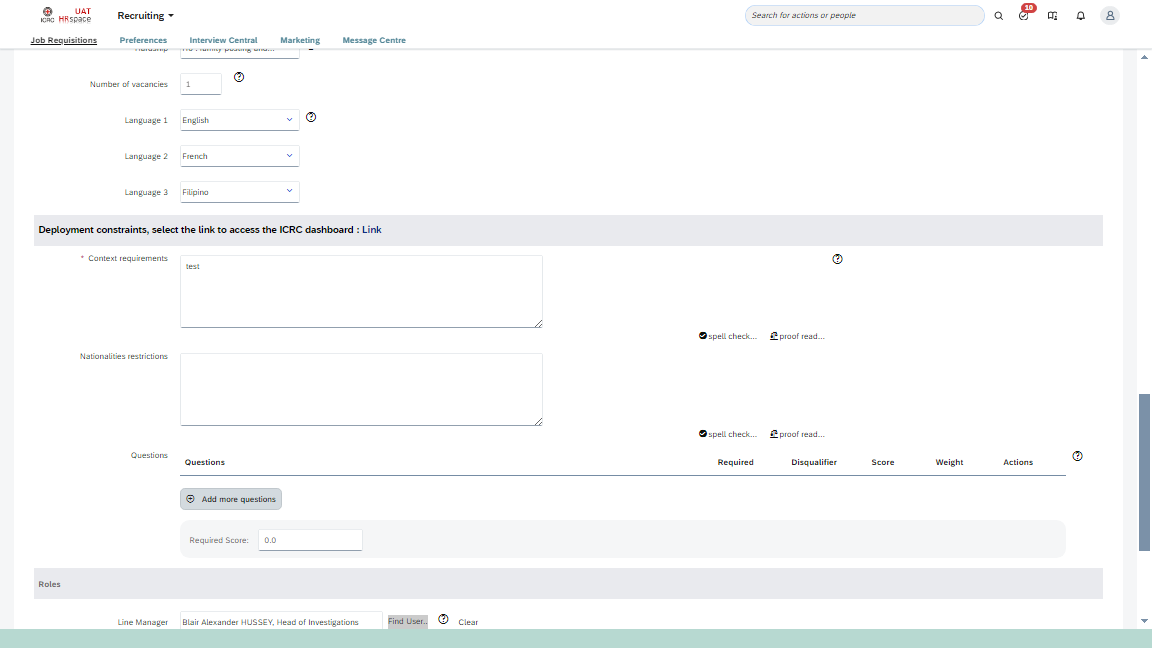 ICRC
UAT
HRspace
Recruiting
Search for actions or people
10
Job Requisitions
Preferences
Interview Central
Marketing
Message Centre
Number of vacancies
1
Language 1
English
Language 2
French
Language 3
Filipino
Deployment constraints, select the link to access the ICRC dashboard : Link
* Context requirements
test
spell check...
proof read...
Nationalities restrictions
spell check...
proof read...
Questions
Questions
Required
Disqualifier
Score
Weight
Actions
Add more questions
Required Score:
0.0
Roles
Line Manager
Blair Alexander HUSSEY, Head of Investigations
Find User..
Clear